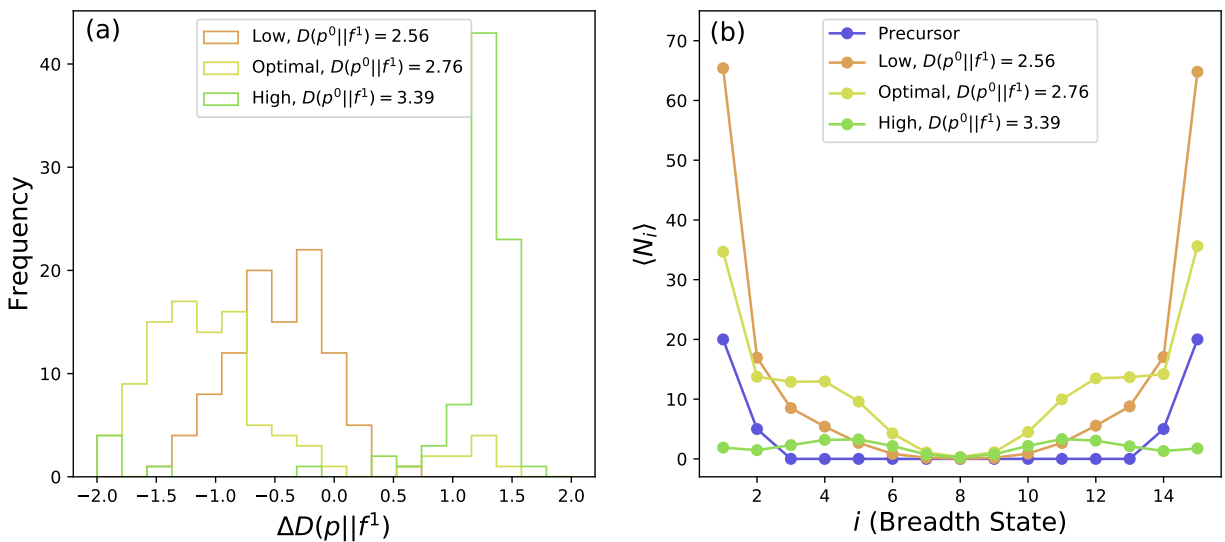 (a)
Low, D(p⁰||f¹) = 2.56
Optimal, D(p⁰||f¹) = 2.76
High, D(p⁰||f¹) = 3.39
Frequency
40
30
20
10
0
−2.0 −1.5 −1.0 −0.5 0.0 0.5 1.0 1.5 2.0
ΔD(p||f¹)
(b)
Precursor
Low, D(p⁰||f¹) = 2.56
Optimal, D(p⁰||f¹) = 2.76
High, D(p⁰||f¹) = 3.39
⟨Nᵢ⟩
70
60
50
40
30
20
10
0
2 4 6 8 10 12 14
i (Breadth State)